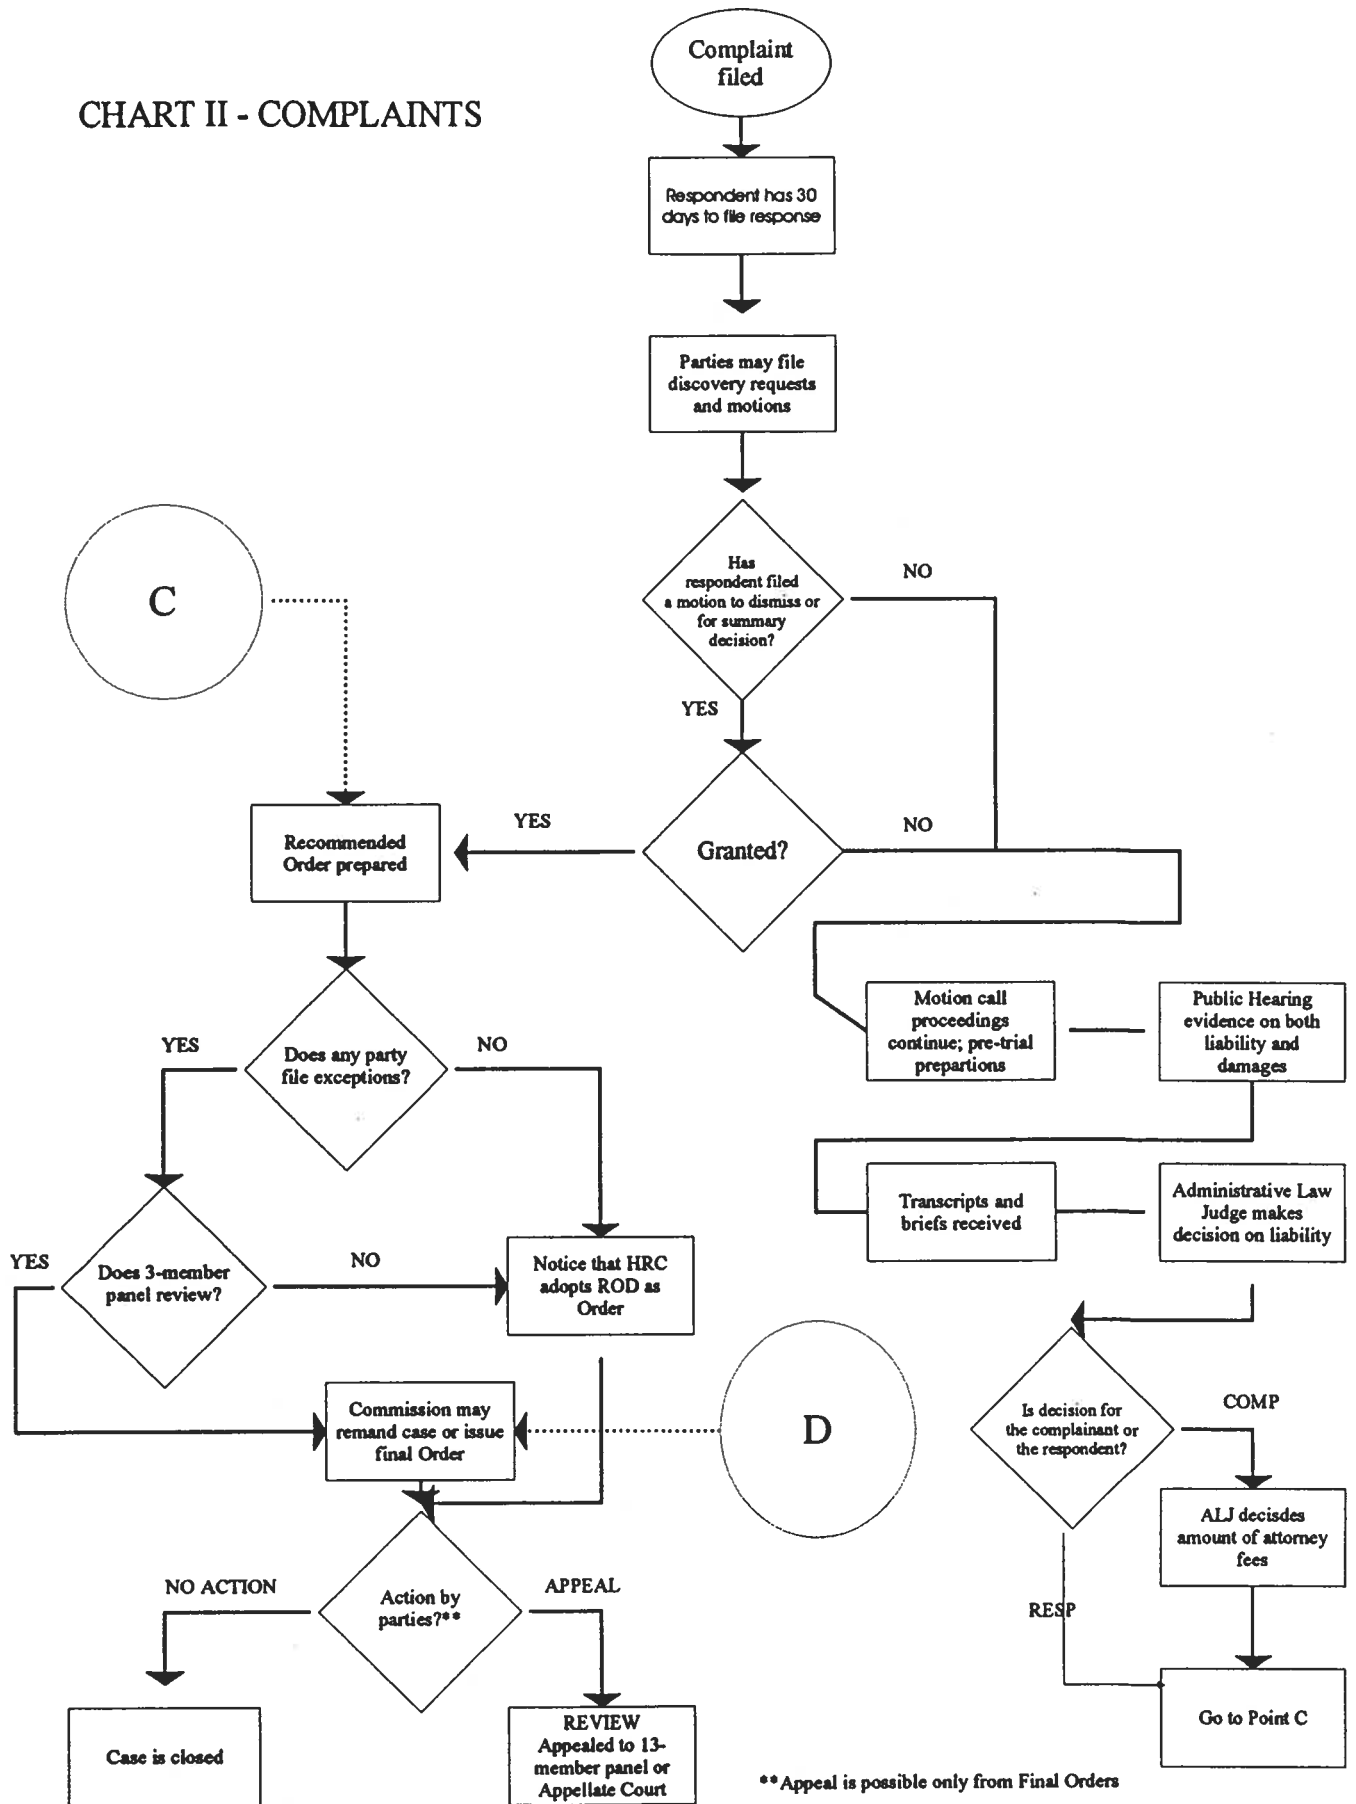 Complaint
filed
CHART II - COMPLAINTS
Respondent has 30
days to file response
Parties may file
discovery requests
and motions
Has
respondent filed
a motion to dismiss or
for summary
decision?
NO
C
YES
Granted?
NO
YES
Recommended
Order prepared
Motion call
proceedings
continue; pre-trial
prepartions
Public Hearing
evidence on both
liability and
damages
Does any party
file exceptions?
YES
NO
Transcripts and
briefs received
Administrative Law
Judge makes
decision on liability
Does 3-member
panel review?
YES
NO
Notice that HRC
adopts ROD as
Order
Commission may
remand case or issue
final Order
D
Is decision for
the complainant or
the respondent?
COMP
ALJ decisdes
amount of attorney
fees
RESP
Go to Point C
Action by
parties?**
NO ACTION
APPEAL
Case is closed
REVIEW
Appealed to 13-
member panel or
Appellate Court
**Appeal is possible only from Final Orders